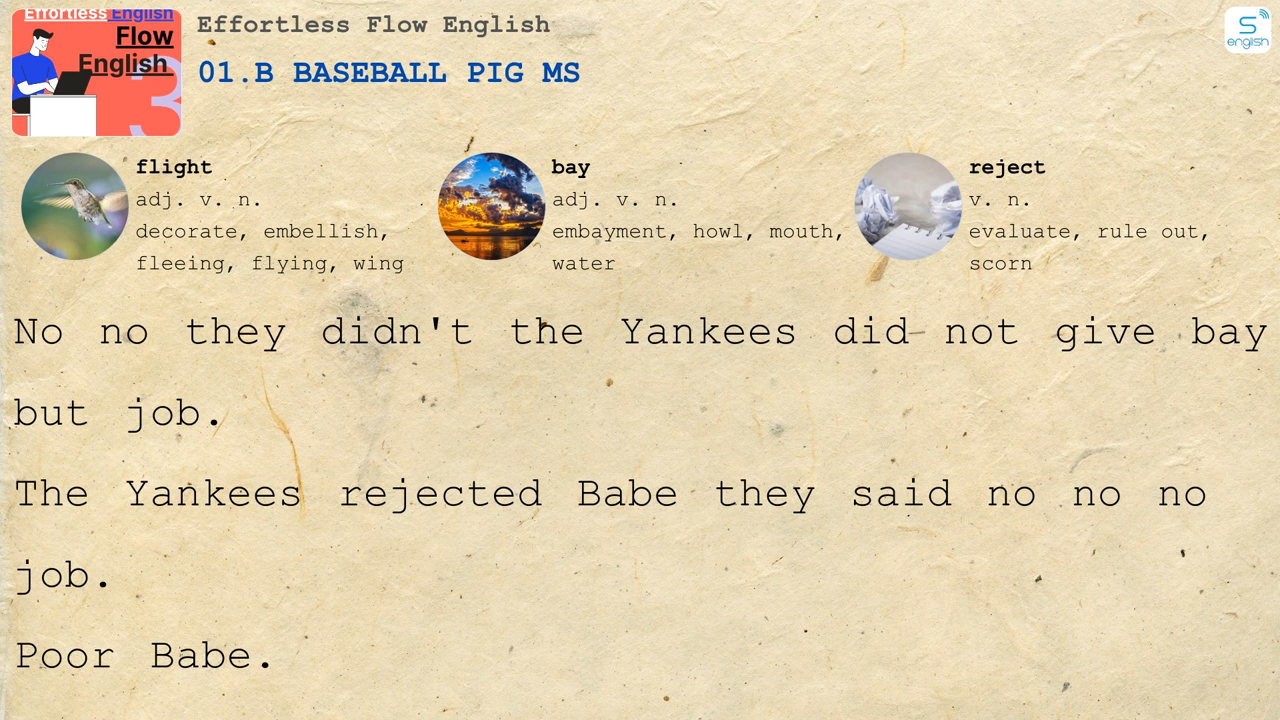 Effortless English
Flow
English
3
Effortless Flow English
01.B BASEBALL PIG MS
S
english
flight
adj. v. n.
decorate, embellish,
fleeing, flying, wing
bay
adj. v. n.
embayment, howl, mouth,
water
reject
v. n.
evaluate, rule out,
scorn
No no they didn't the Yankees did not give bay
but job.
The Yankees rejected Babe they said no no no
job.
Poor Babe.